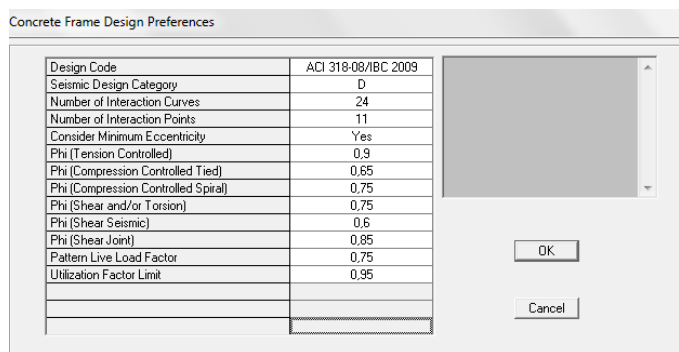 Concrete Frame Design Preferences
Design Code ACI 318-08/IBC 2009
Seismic Design Category D
Number of Interaction Curves 24
Number of Interaction Points 11
Consider Minimum Eccentricity Yes
Phi (Tension Controlled) 0,9
Phi (Compression Controlled Tied) 0,65
Phi (Compression Controlled Spiral) 0,75
Phi (Shear and/or Torsion) 0,75
Phi (Shear Seismic) 0,6
Phi (Shear Joint) 0,85
Pattern Live Load Factor 0,75
Utilization Factor Limit 0,95
OK
Cancel